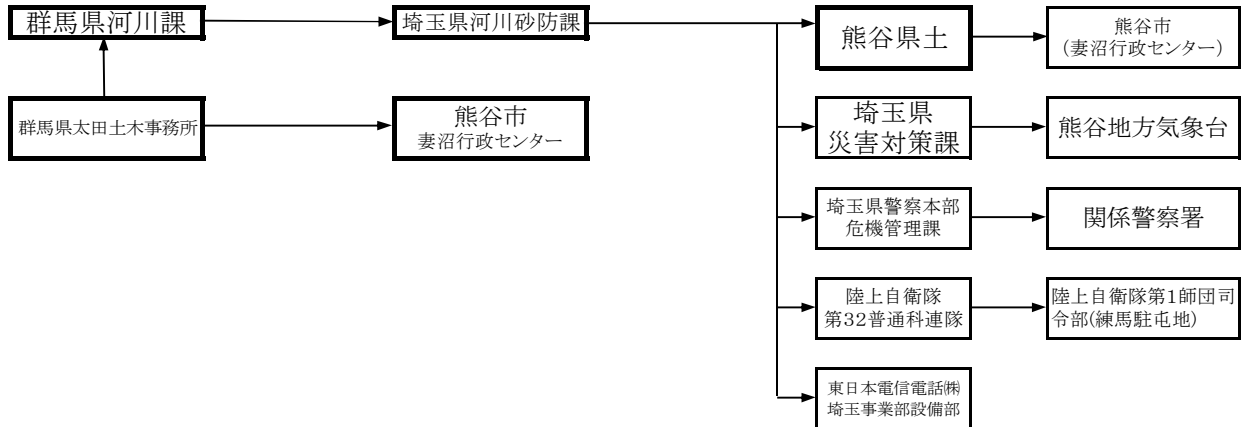 群馬県河川課
埼玉県河川砂防課
熊谷県土
熊谷市
(妻沼行政センター)
群馬県太田土木事務所
熊谷市
妻沼行政センター
埼玉県
災害対策課
熊谷地方気象台
埼玉県警察本部
危機管理課
関係警察署
陸上自衛隊
第32普通科連隊
陸上自衛隊第1師団司
令部(練馬駐屯地)
東日本電信電話㈱
埼玉事業部設備部